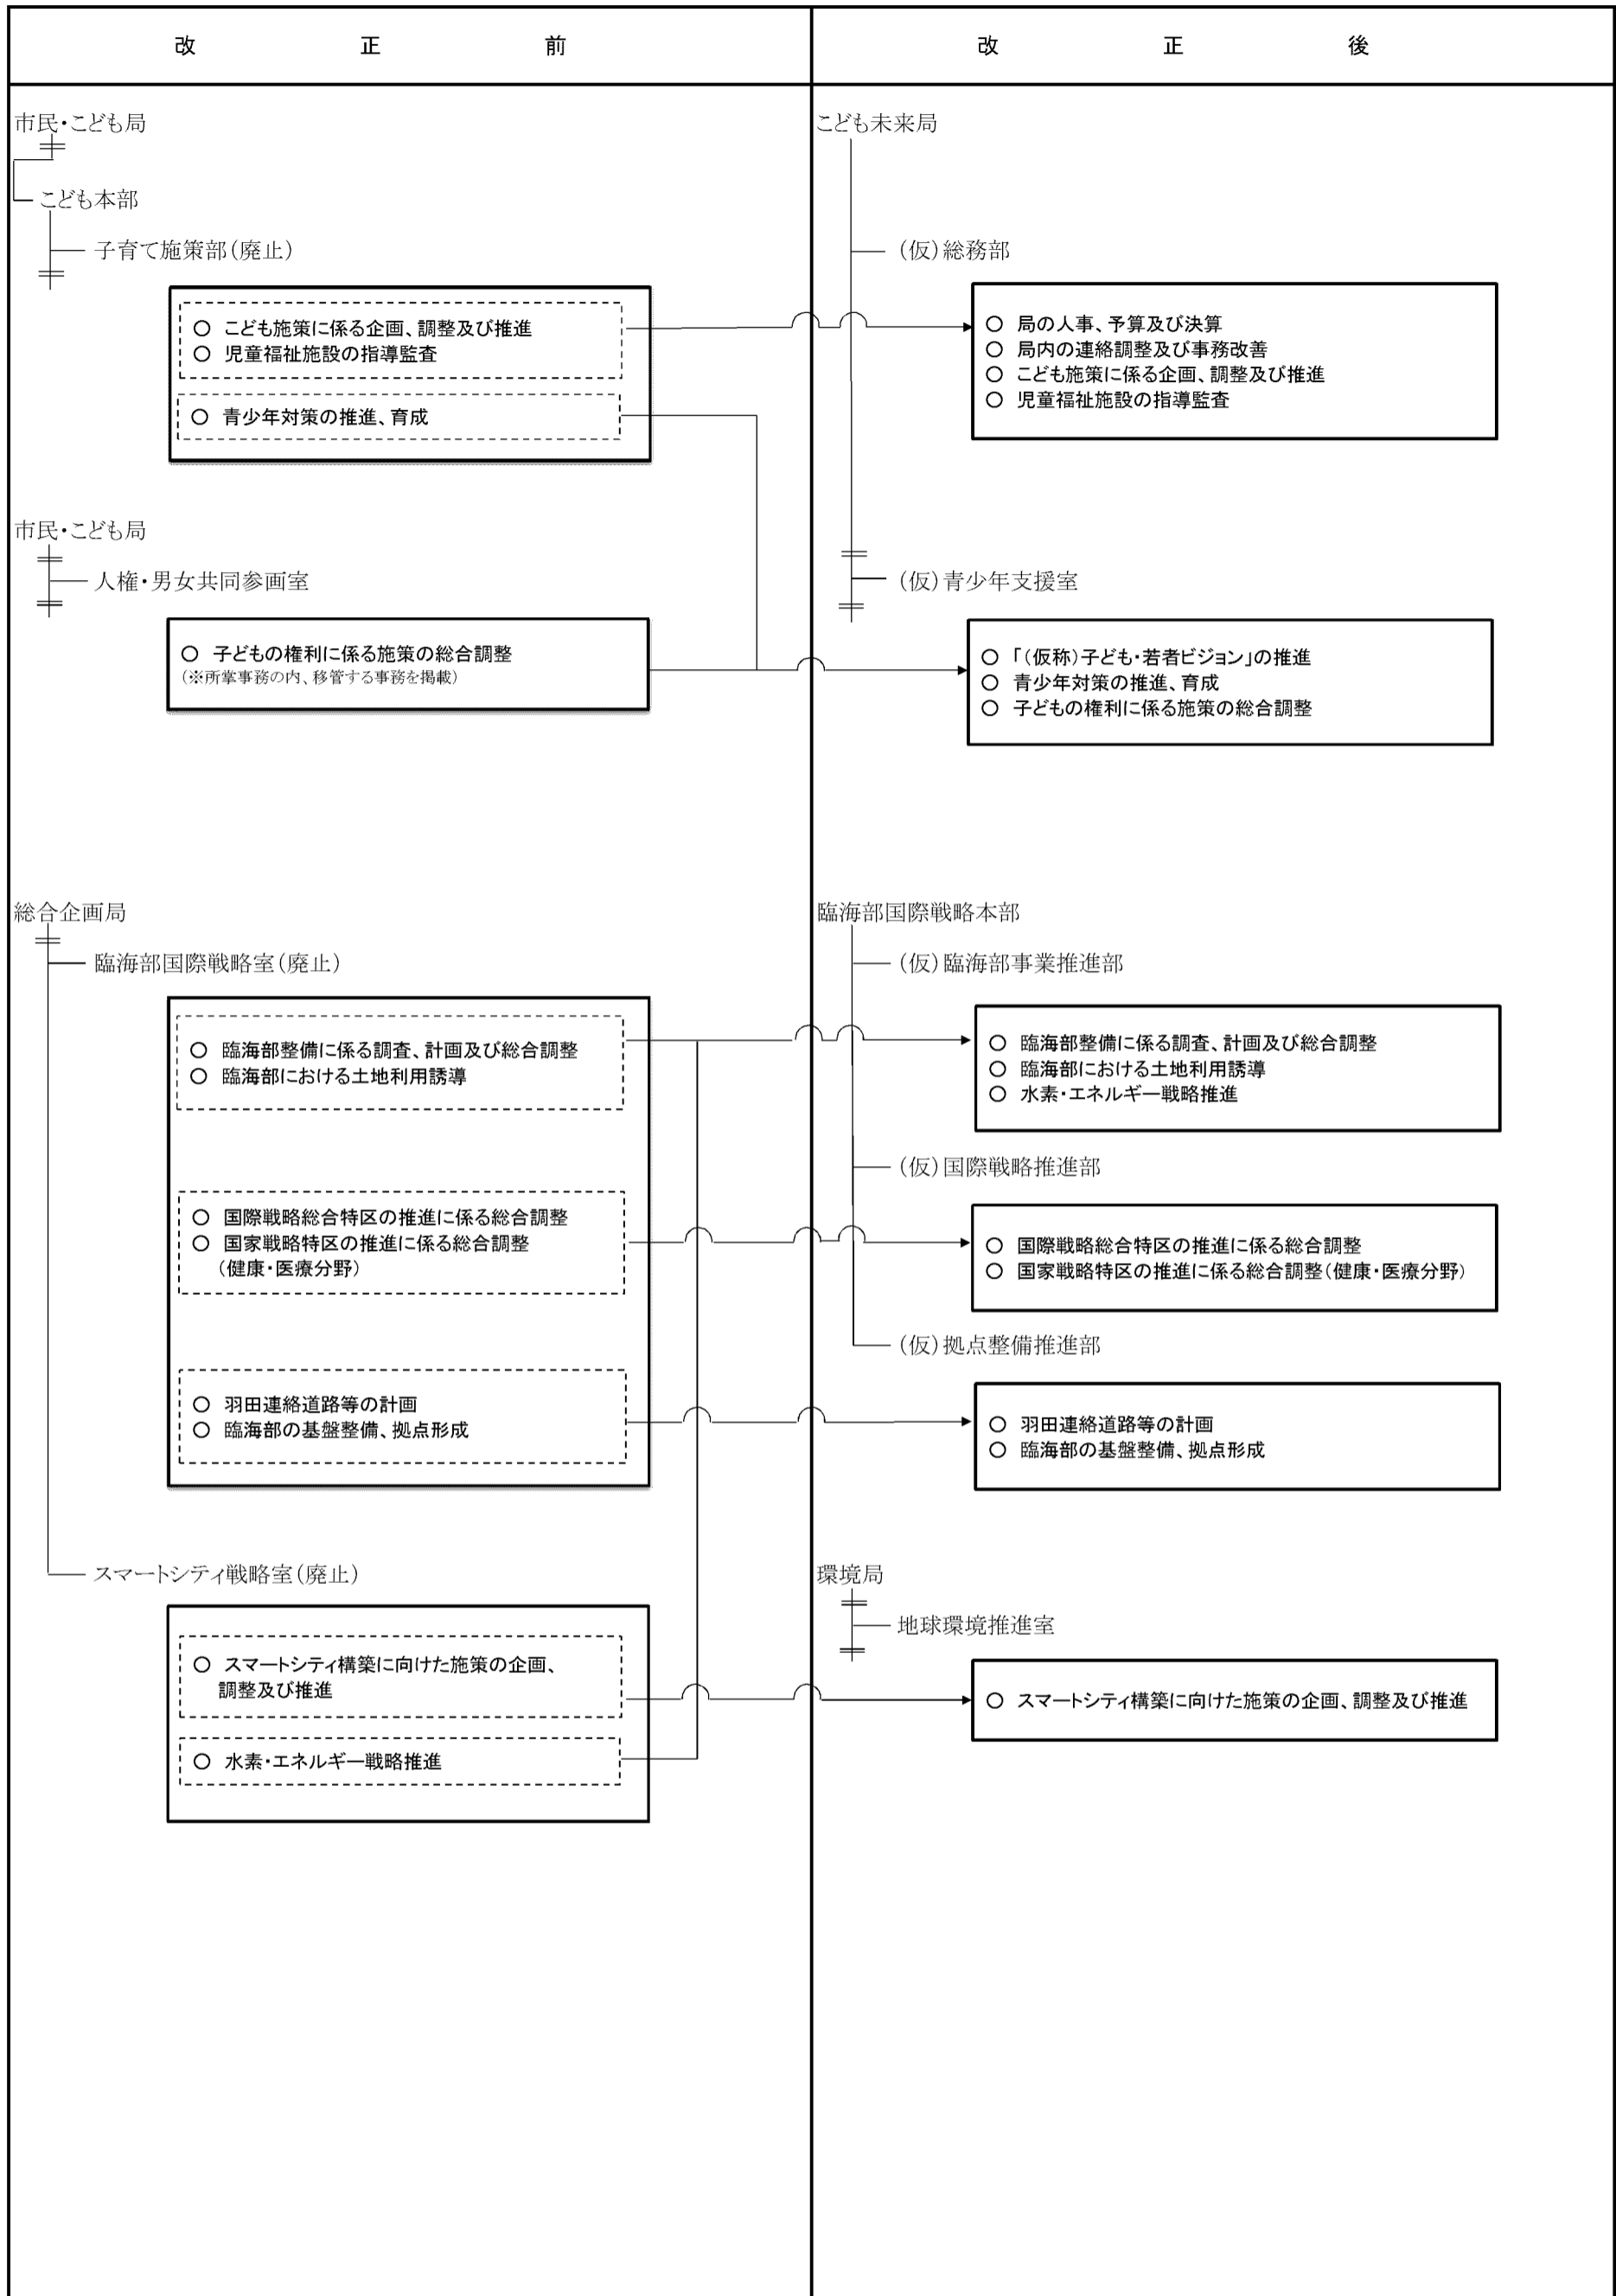 改正前
市民・こども局
こども本部
子育て施策部（廃止）
○ こども施策に係る企画、調整及び推進
○ 児童福祉施設の指導監査
○ 青少年対策の推進、育成
市民・こども局
人権・男女共同参画室
○ 子どもの権利に係る施策の総合調整
（※所掌事務の内、移管する事務を掲載）
総合企画局
臨海部国際戦略室（廃止）
○ 臨海部整備に係る調査、計画及び総合調整
○ 臨海部における土地利用誘導
○ 国際戦略総合特区の推進に係る総合調整
○ 国家戦略特区の推進に係る総合調整
（健康・医療分野）
○ 羽田連絡道路等の計画
○ 臨海部の基盤整備、拠点形成
スマートシティ戦略室（廃止）
○ スマートシティ構築に向けた施策の企画、
調整及び推進
○ 水素・エネルギー戦略推進
改正後
こども未来局
（仮）総務部
○ 局の人事、予算及び決算
○ 局内の連絡調整及び事務改善
○ こども施策に係る企画、調整及び推進
○ 児童福祉施設の指導監査
（仮）青少年支援室
○ 「（仮称）子ども・若者ビジョン」の推進
○ 青少年対策の推進、育成
○ 子どもの権利に係る施策の総合調整
臨海部国際戦略本部
（仮）臨海部事業推進部
○ 臨海部整備に係る調査、計画及び総合調整
○ 臨海部における土地利用誘導
○ 水素・エネルギー戦略推進
（仮）国際戦略推進部
○ 国際戦略総合特区の推進に係る総合調整
○ 国家戦略特区の推進に係る総合調整（健康・医療分野）
（仮）拠点整備推進部
○ 羽田連絡道路等の計画
○ 臨海部の基盤整備、拠点形成
環境局
地球環境推進室
○ スマートシティ構築に向けた施策の企画、調整及び推進